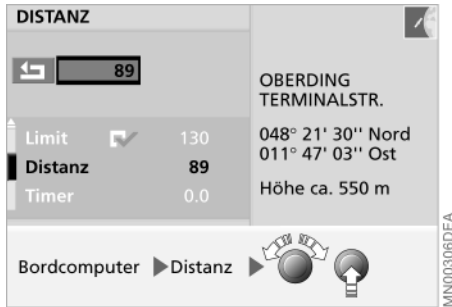 DISTANZ
89
Limit 130
Distanz 89
Timer 0.0
OBERDING
TERMINALSTR.
048° 21' 30'' Nord
011° 47' 03'' Ost
Höhe ca. 550 m
Bordcomputer Distanz
MN00306DEA